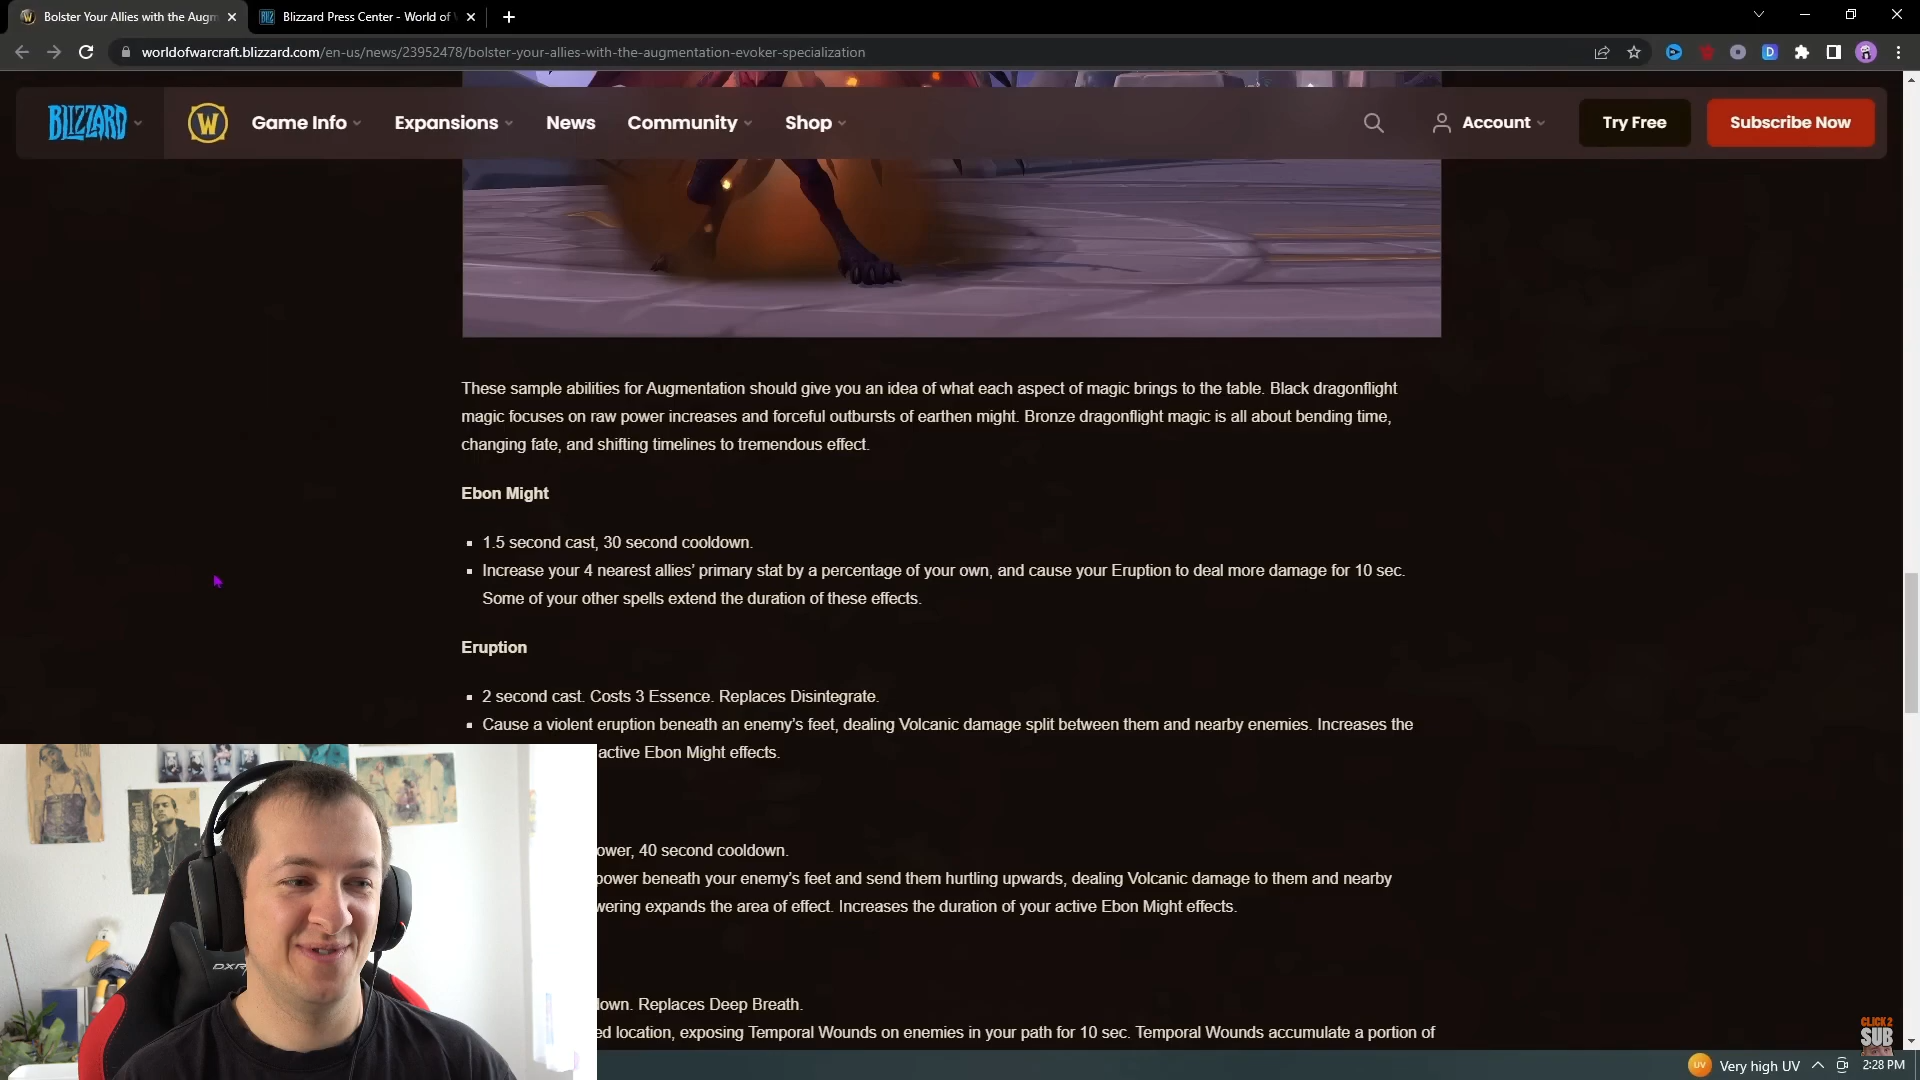 Bolster Your Allies with the Augm
Blizzard Press Center - World of
worldofwarcraft.blizzard.com/en-us/news/23952478/bolster-your-allies-with-the-augmentation-evoker-specialization
BLIZZARD
W
Game Info
Expansions
News
Community
Shop
Account
Try Free
Subscribe Now
These sample abilities for Augmentation should give you an idea of what each aspect of magic brings to the table. Black dragonflight
magic focuses on raw power increases and forceful outbursts of earthen might. Bronze dragonflight magic is all about bending time,
changing fate, and shifting timelines to tremendous effect.
Ebon Might
1.5 second cast, 30 second cooldown.
Increase your 4 nearest allies’ primary stat by a percentage of your own, and cause your Eruption to deal more damage for 10 sec.
Some of your other spells extend the duration of these effects.
Eruption
2 second cast. Costs 3 Essence. Replaces Disintegrate.
Cause a violent eruption beneath an enemy’s feet, dealing Volcanic damage split between them and nearby enemies. Increases the
active Ebon Might effects.
ower, 40 second cooldown.
power beneath your enemy’s feet and send them hurtling upwards, dealing Volcanic damage to them and nearby
wering expands the area of effect. Increases the duration of your active Ebon Might effects.
down. Replaces Deep Breath.
ed location, exposing Temporal Wounds on enemies in your path for 10 sec. Temporal Wounds accumulate a portion of
DXR
CLICK 2
SUB
UV
Very high UV
2:28 PM